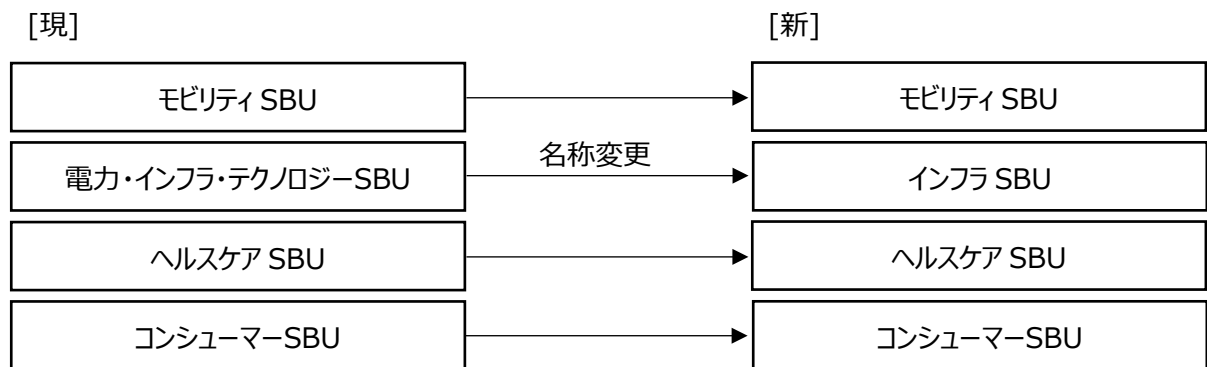 [現] [新]
モビリティ SBU モビリティ SBU
電力・インフラ・テクノロジーSBU 名称変更 インフラ SBU
ヘルスケア SBU ヘルスケア SBU
コンシューマーSBU コンシューマーSBU